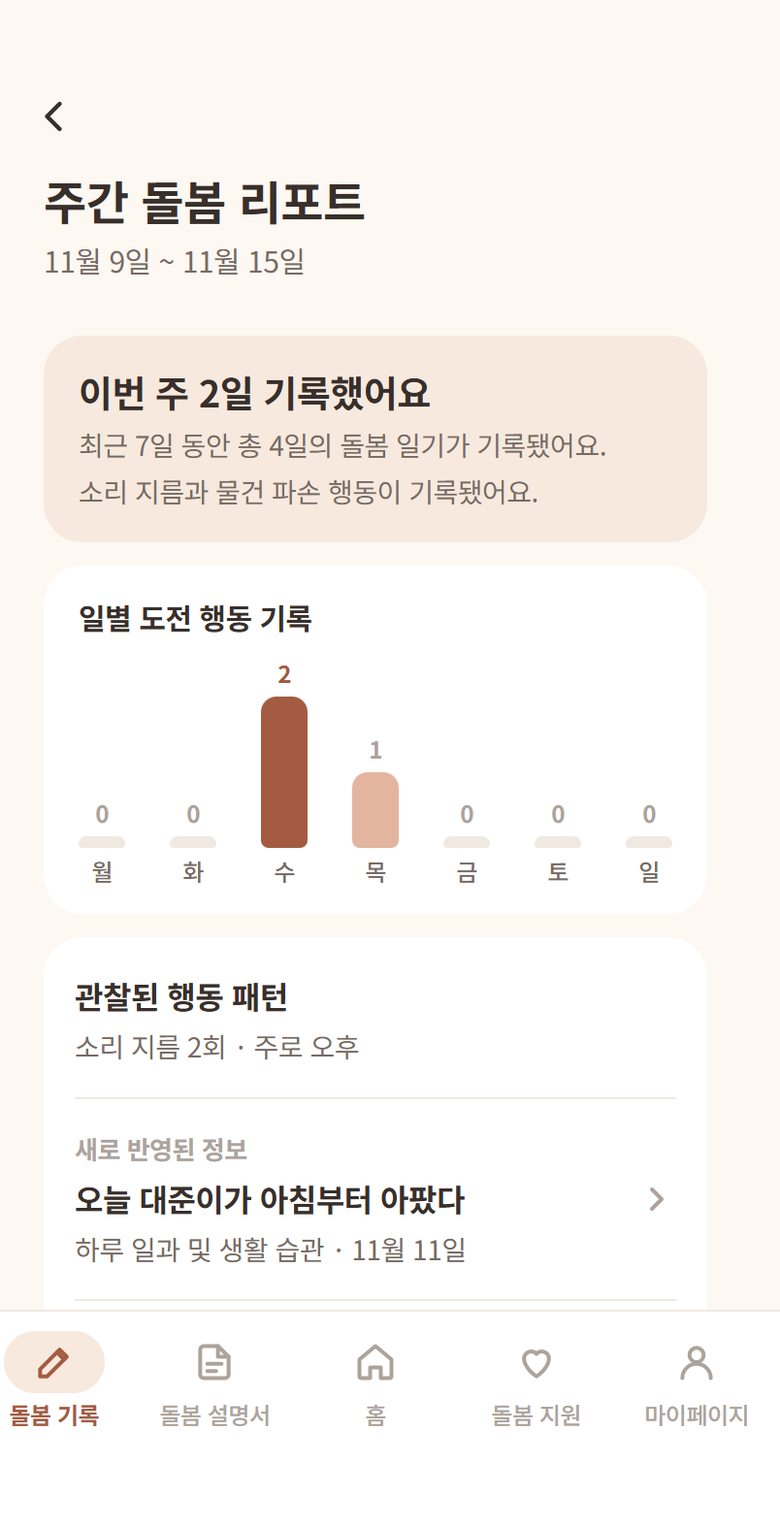 주간 돌봄 리포트
11월 9일 ~ 11월 15일
이번 주 2일 기록했어요
최근 7일 동안 총 4일의 돌봄 일기가 기록됐어요.
소리 지름과 물건 파손 행동이 기록됐어요.
일별 도전 행동 기록
0 0 2 1 0 0 0
월 화 수 목 금 토 일
관찰된 행동 패턴
소리 지름 2회 · 주로 오후
새로 반영된 정보
오늘 대준이가 아침부터 아팠다
하루 일과 및 생활 습관 · 11월 11일
돌봄 기록 돌봄 설명서 홈 돌봄 지원 마이페이지